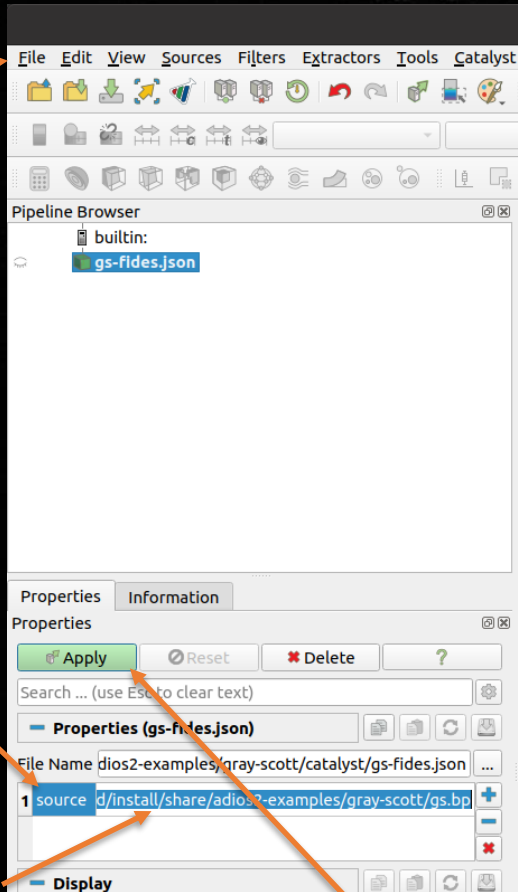 File Edit View Sources Filters Extractors Tools Catalyst
Pipeline Browser
builtin:
gs-fides.json
Properties Information
Properties
Apply Reset Delete ?
Search ... (use Esc to clear text)
Properties (gs-fides.json)
File Name dios2-examples/gray-scott/catalyst/gs-fides.json ...
1 source d/install/share/adios2-examples/gray-scott/gs.bp
Display